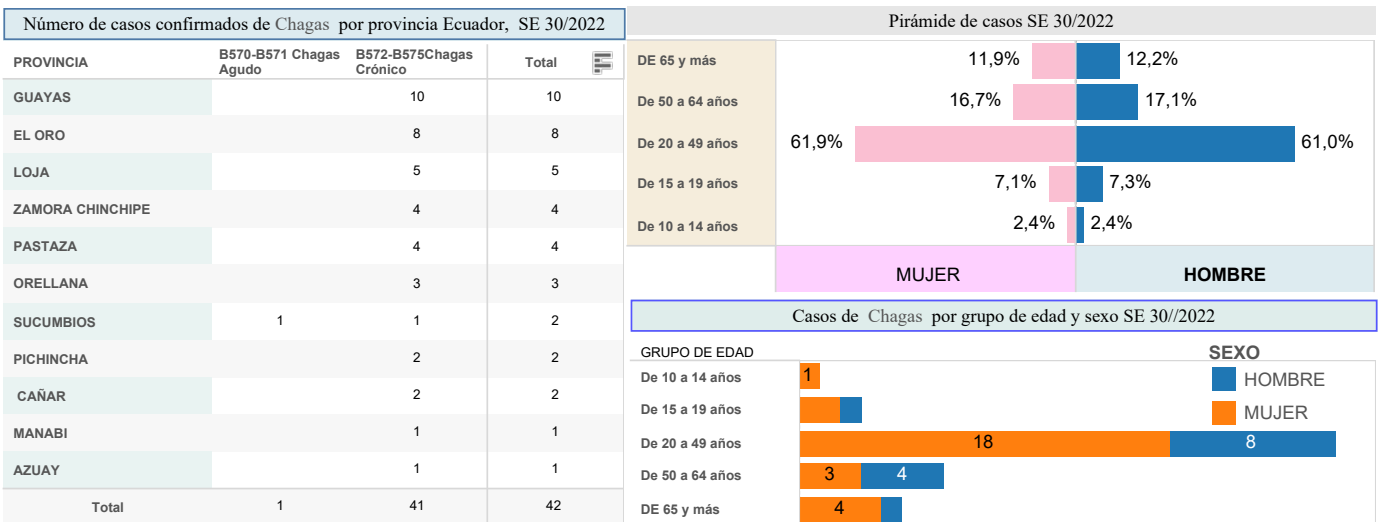 Número de casos confirmados de Chagas por provincia Ecuador, SE 30/2022
PROVINCIA B570-B571 Chagas Agudo B572-B575Chagas Crónico Total
GUAYAS 10 10
EL ORO 8 8
LOJA 5 5
ZAMORA CHINCHIPE 4 4
PASTAZA 4 4
ORELLANA 3 3
SUCUMBIOS 1 1 2
PICHINCHA 2 2
CAÑAR 2 2
MANABI 1 1
AZUAY 1 1
Total 1 41 42
Pirámide de casos SE 30/2022
DE 65 y más 11,9% 12,2%
De 50 a 64 años 16,7% 17,1%
De 20 a 49 años 61,9% 61,0%
De 15 a 19 años 7,1% 7,3%
De 10 a 14 años 2,4% 2,4%
MUJER HOMBRE
Casos de Chagas por grupo de edad y sexo SE 30//2022
GRUPO DE EDAD SEXO
De 10 a 14 años 1 HOMBRE
De 15 a 19 años MUJER
De 20 a 49 años 18 8
De 50 a 64 años 3 4
DE 65 y más 4